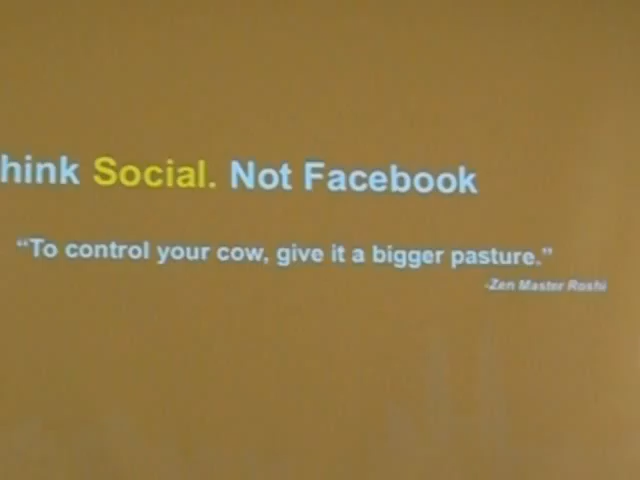 hink Social. Not Facebook
“To control your cow, give it a bigger pasture.”
-Zen Master Roshi